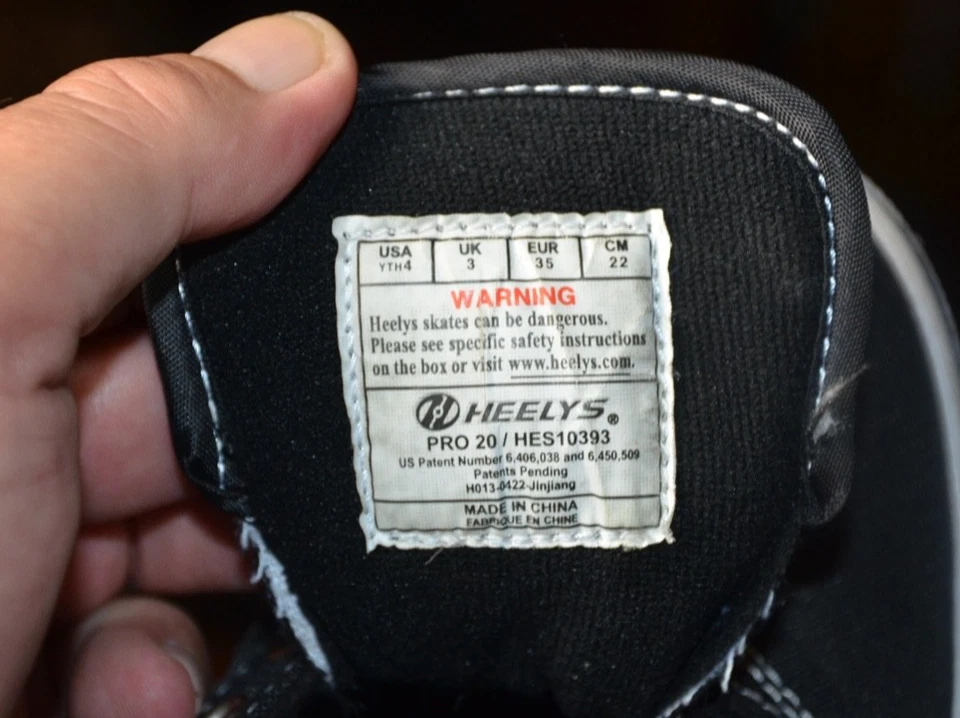 USA UK EUR CM
YTH4 3 35 22
WARNING
Heelys skates can be dangerous.
Please see specific safety instructions
on the box or visit www.heelys.com.
HEELYS®
PRO 20 / HES10393
US Patent Number 6,406,038 and 6,450,509
Patents Pending
H013-0422-Jinjiang
MADE IN CHINA
FABRIQUE EN CHINE